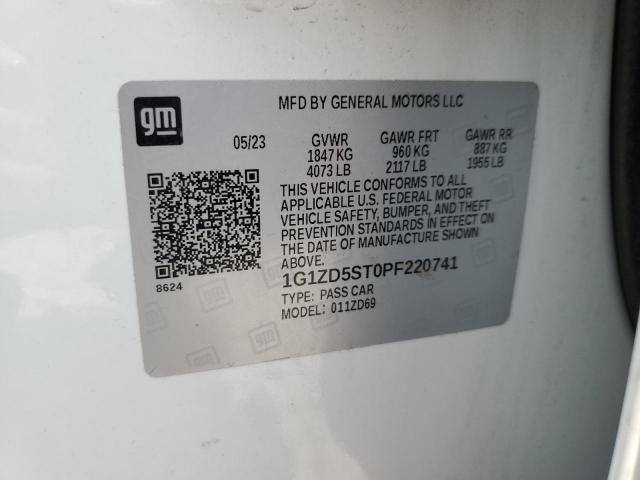 MFD BY GENERAL MOTORS LLC
gm
05/23 GVWR GAWR FRT GAWR RR
1847 KG 960 KG 887 KG
4073 LB 2117 LB 1955 LB
THIS VEHICLE CONFORMS TO ALL
APPLICABLE U.S. FEDERAL MOTOR
VEHICLE SAFETY, BUMPER, AND THEFT
PREVENTION STANDARDS IN EFFECT ON
THE DATE OF MANUFACTURE SHOWN
ABOVE.
8624
1G1ZD5ST0PF220741
TYPE: PASS CAR
MODEL: 011ZD69